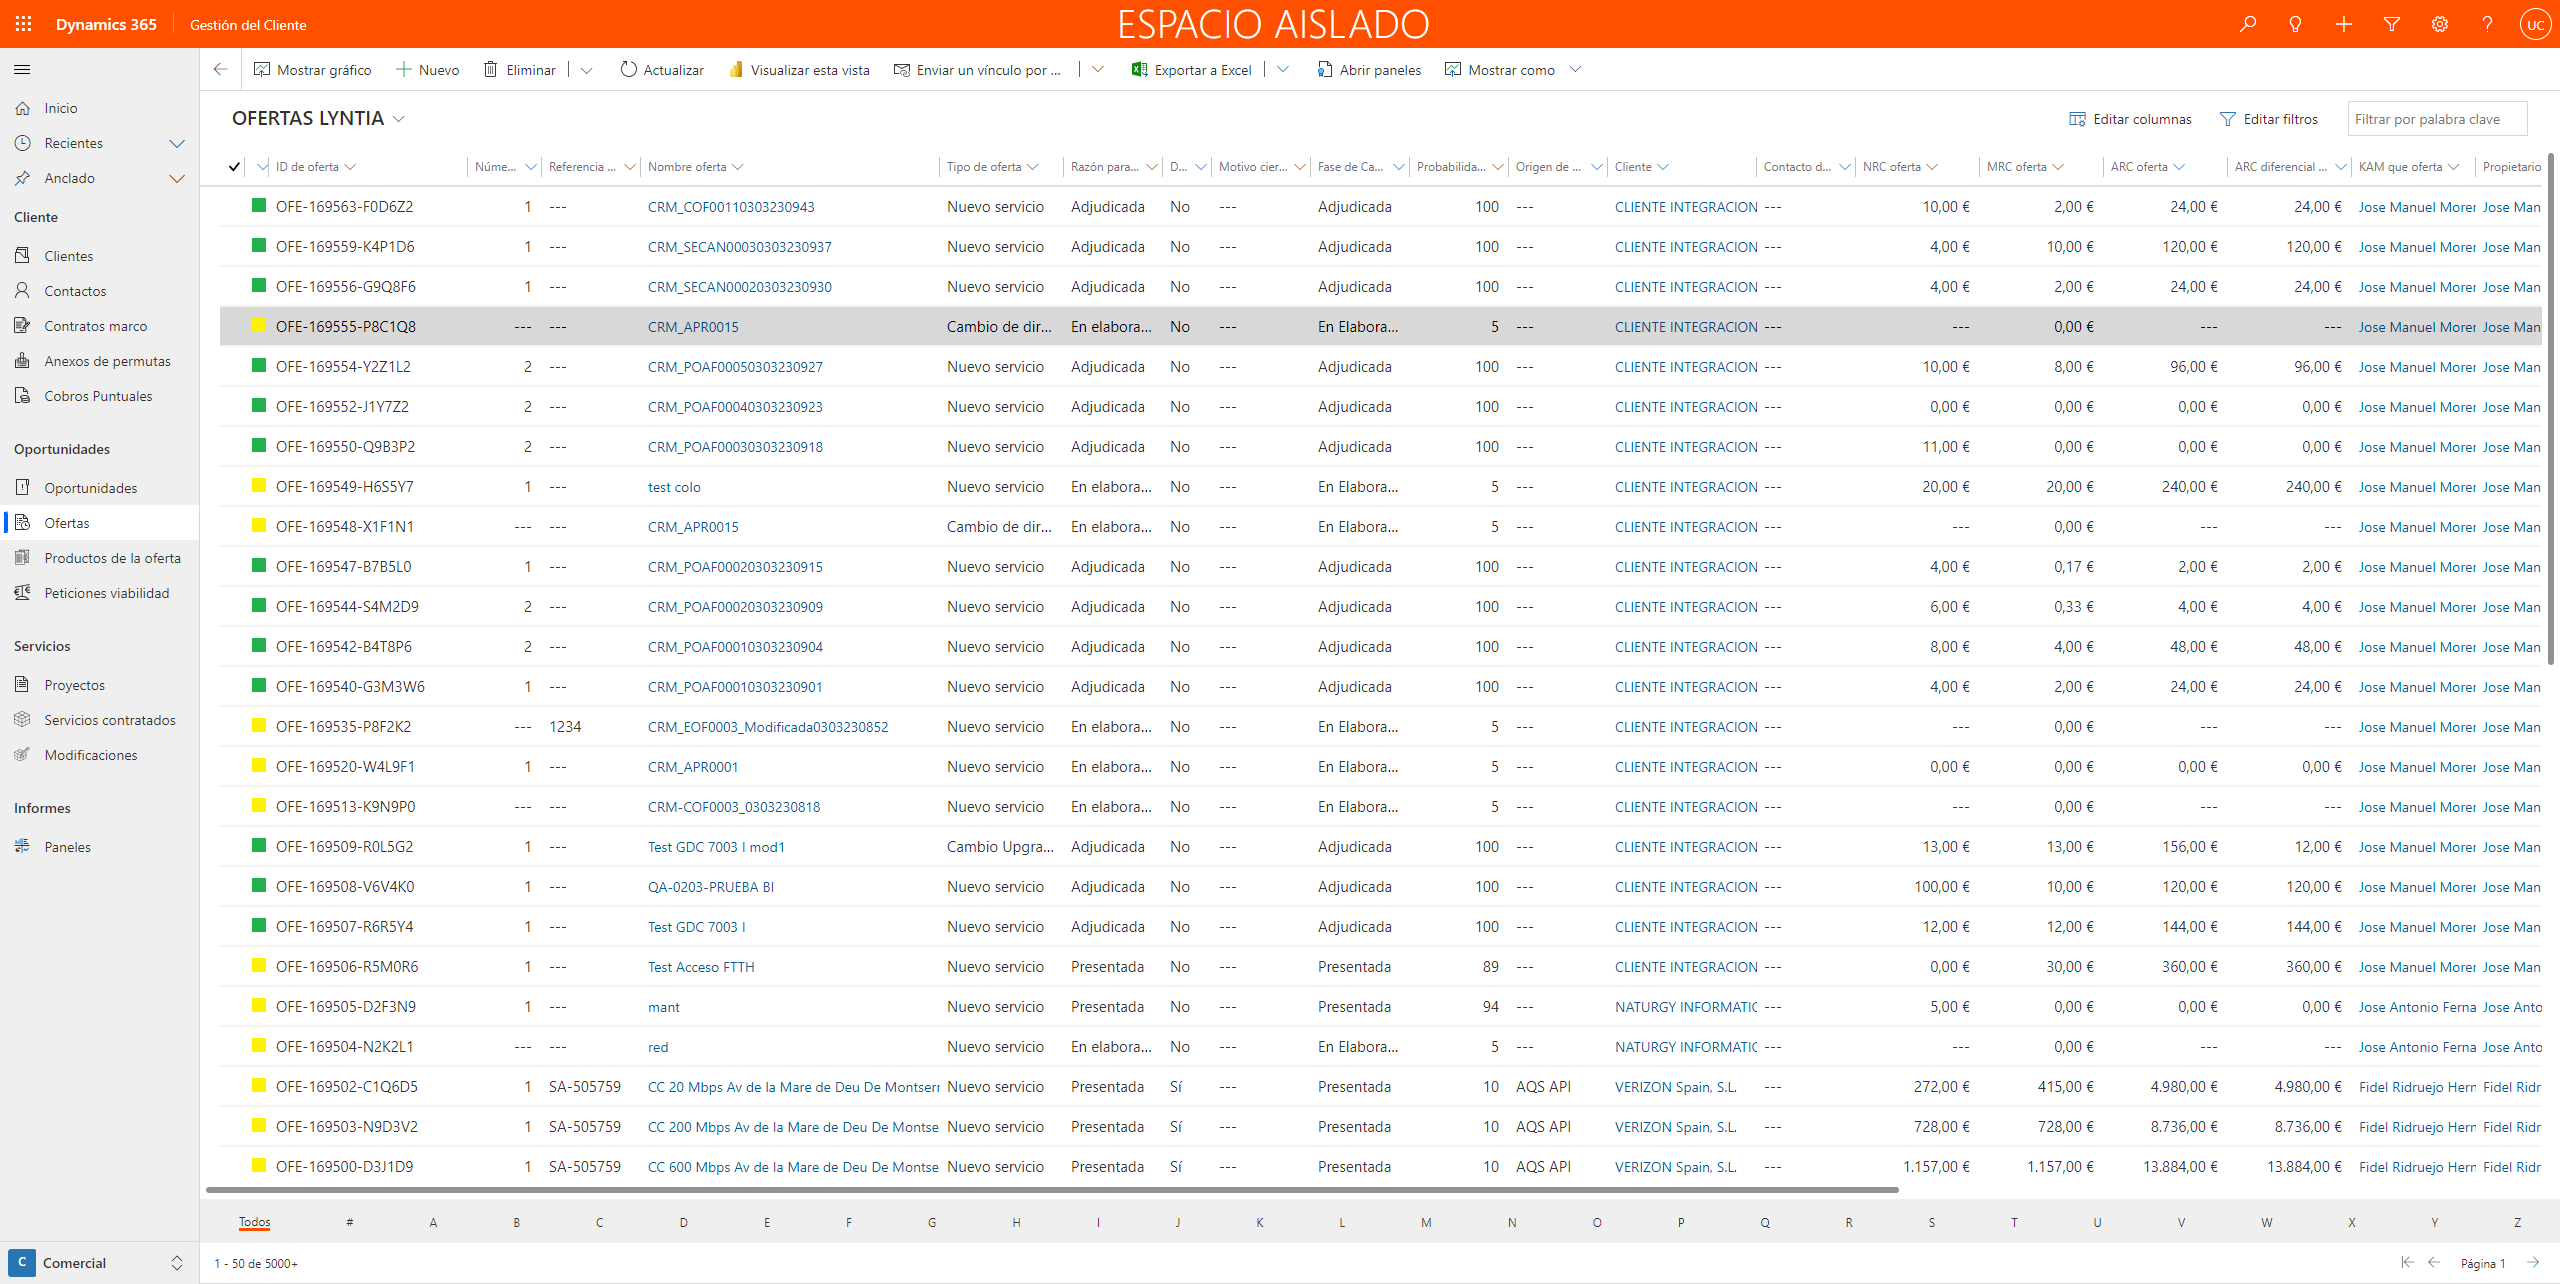 Dynamics 365 Gestión del Cliente ESPACIO AISLADO UC
Mostrar gráfico Nuevo Eliminar Actualizar Visualizar esta vista Enviar un vínculo por ... Exportar a Excel Abrir paneles Mostrar como
Inicio
Recientes
Anclado
Cliente
Clientes
Contactos
Contratos marco
Anexos de permutas
Cobros Puntuales
Oportunidades
Oportunidades
Ofertas
Productos de la oferta
Peticiones viabilidad
Servicios
Proyectos
Servicios contratados
Modificaciones
Informes
Paneles
C Comercial
OFERTAS LYNTIA Editar columnas Editar filtros Filtrar por palabra clave
ID de oferta Núme... Referencia ... Nombre oferta Tipo de oferta Razón para... D... Motivo cier... Fase de Ca... Probabilida... Origen de ... Cliente Contacto d... NRC oferta MRC oferta ARC oferta ARC diferencial ... KAM que oferta Propietario
OFE-169563-F0D6Z2 1 --- CRM_COF00110303230943 Nuevo servicio Adjudicada No --- Adjudicada 100 --- CLIENTE INTEGRACION --- 10,00 € 2,00 € 24,00 € 24,00 € Jose Manuel Morer Jose Man
OFE-169559-K4P1D6 1 --- CRM_SECAN00030303230937 Nuevo servicio Adjudicada No --- Adjudicada 100 --- CLIENTE INTEGRACION --- 4,00 € 10,00 € 120,00 € 120,00 € Jose Manuel Morer Jose Man
OFE-169556-G9Q8F6 1 --- CRM_SECAN00020303230930 Nuevo servicio Adjudicada No --- Adjudicada 100 --- CLIENTE INTEGRACION --- 4,00 € 2,00 € 24,00 € 24,00 € Jose Manuel Morer Jose Man
OFE-169555-P8C1Q8 --- --- CRM_APR0015 Cambio de dir... En elabora... No --- En Elabora... 5 --- CLIENTE INTEGRACION --- --- 0,00 € --- --- Jose Manuel Morer Jose Man
OFE-169554-Y2Z1L2 2 --- CRM_POAF00050303230927 Nuevo servicio Adjudicada No --- Adjudicada 100 --- CLIENTE INTEGRACION --- 10,00 € 8,00 € 96,00 € 96,00 € Jose Manuel Morer Jose Man
OFE-169552-J1Y7Z2 2 --- CRM_POAF00040303230923 Nuevo servicio Adjudicada No --- Adjudicada 100 --- CLIENTE INTEGRACION --- 0,00 € 0,00 € 0,00 € 0,00 € Jose Manuel Morer Jose Man
OFE-169550-Q9B3P2 2 --- CRM_POAF00030303230918 Nuevo servicio Adjudicada No --- Adjudicada 100 --- CLIENTE INTEGRACION --- 11,00 € 0,00 € 0,00 € 0,00 € Jose Manuel Morer Jose Man
OFE-169549-H6S5Y7 1 --- test colo Nuevo servicio En elabora... No --- En Elabora... 5 --- CLIENTE INTEGRACION --- 20,00 € 20,00 € 240,00 € 240,00 € Jose Manuel Morer Jose Man
OFE-169548-X1F1N1 --- --- CRM_APR0015 Cambio de dir... En elabora... No --- En Elabora... 5 --- CLIENTE INTEGRACION --- --- 0,00 € --- --- Jose Manuel Morer Jose Man
OFE-169547-B7B5L0 1 --- CRM_POAF00020303230915 Nuevo servicio Adjudicada No --- Adjudicada 100 --- CLIENTE INTEGRACION --- 4,00 € 0,17 € 2,00 € 2,00 € Jose Manuel Morer Jose Man
OFE-169544-S4M2D9 2 --- CRM_POAF00020303230909 Nuevo servicio Adjudicada No --- Adjudicada 100 --- CLIENTE INTEGRACION --- 6,00 € 0,33 € 4,00 € 4,00 € Jose Manuel Morer Jose Man
OFE-169542-B4T8P6 2 --- CRM_POAF00010303230904 Nuevo servicio Adjudicada No --- Adjudicada 100 --- CLIENTE INTEGRACION --- 8,00 € 4,00 € 48,00 € 48,00 € Jose Manuel Morer Jose Man
OFE-169540-G3M3W6 1 --- CRM_POAF00010303230901 Nuevo servicio Adjudicada No --- Adjudicada 100 --- CLIENTE INTEGRACION --- 4,00 € 2,00 € 24,00 € 24,00 € Jose Manuel Morer Jose Man
OFE-169535-P8F2K2 --- 1234 CRM_EOF0003_Modificada0303230852 Nuevo servicio En elabora... No --- En Elabora... 5 --- CLIENTE INTEGRACION --- --- 0,00 € --- --- Jose Manuel Morer Jose Man
OFE-169520-W4L9F1 1 --- CRM_APR0001 Nuevo servicio En elabora... No --- En Elabora... 5 --- CLIENTE INTEGRACION --- 0,00 € 0,00 € 0,00 € 0,00 € Jose Manuel Morer Jose Man
OFE-169513-K9N9P0 --- --- CRM-COF0003_0303230818 Nuevo servicio En elabora... No --- En Elabora... 5 --- CLIENTE INTEGRACION --- --- 0,00 € --- --- Jose Manuel Morer Jose Man
OFE-169509-R0L5G2 1 --- Test GDC 7003 I mod1 Cambio Upgra... Adjudicada No --- Adjudicada 100 --- CLIENTE INTEGRACION --- 13,00 € 13,00 € 156,00 € 12,00 € Jose Manuel Morer Jose Man
OFE-169508-V6V4K0 1 --- QA-0203-PRUEBA BI Nuevo servicio Adjudicada No --- Adjudicada 100 --- CLIENTE INTEGRACION --- 100,00 € 10,00 € 120,00 € 120,00 € Jose Manuel Morer Jose Man
OFE-169507-R6R5Y4 1 --- Test GDC 7003 I Nuevo servicio Adjudicada No --- Adjudicada 100 --- CLIENTE INTEGRACION --- 12,00 € 12,00 € 144,00 € 144,00 € Jose Manuel Morer Jose Man
OFE-169506-R5M0R6 1 --- Test Acceso FTTH Nuevo servicio Presentada No --- Presentada 89 --- CLIENTE INTEGRACION --- 0,00 € 30,00 € 360,00 € 360,00 € Jose Manuel Morer Jose Man
OFE-169505-D2F3N9 1 --- mant Nuevo servicio Presentada No --- Presentada 94 --- NATURGY INFORMATIC --- 5,00 € 0,00 € 0,00 € 0,00 € Jose Antonio Ferna Jose Anto
OFE-169504-N2K2L1 --- --- red Nuevo servicio En elabora... No --- En Elabora... 5 --- NATURGY INFORMATIC --- --- 0,00 € --- --- Jose Antonio Ferna Jose Anto
OFE-169502-C1Q6D5 1 SA-505759 CC 20 Mbps Av de la Mare de Deu De Montserr Nuevo servicio Presentada Sí --- Presentada 10 AQS API VERIZON Spain, S.L. --- 272,00 € 415,00 € 4.980,00 € 4.980,00 € Fidel Ridruejo Hern Fidel Ridr
OFE-169503-N9D3V2 1 SA-505759 CC 200 Mbps Av de la Mare de Deu De Montse Nuevo servicio Presentada Sí --- Presentada 10 AQS API VERIZON Spain, S.L. --- 728,00 € 728,00 € 8.736,00 € 8.736,00 € Fidel Ridruejo Hern Fidel Ridr
OFE-169500-D3J1D9 1 SA-505759 CC 600 Mbps Av de la Mare de Deu De Montse Nuevo servicio Presentada Sí --- Presentada 10 AQS API VERIZON Spain, S.L. --- 1.157,00 € 1.157,00 € 13.884,00 € 13.884,00 € Fidel Ridruejo Hern Fidel Ridr
Todos # A B C D E F G H I J K L M N O P Q R S T U V W X Y Z
1 - 50 de 5000+ Página 1